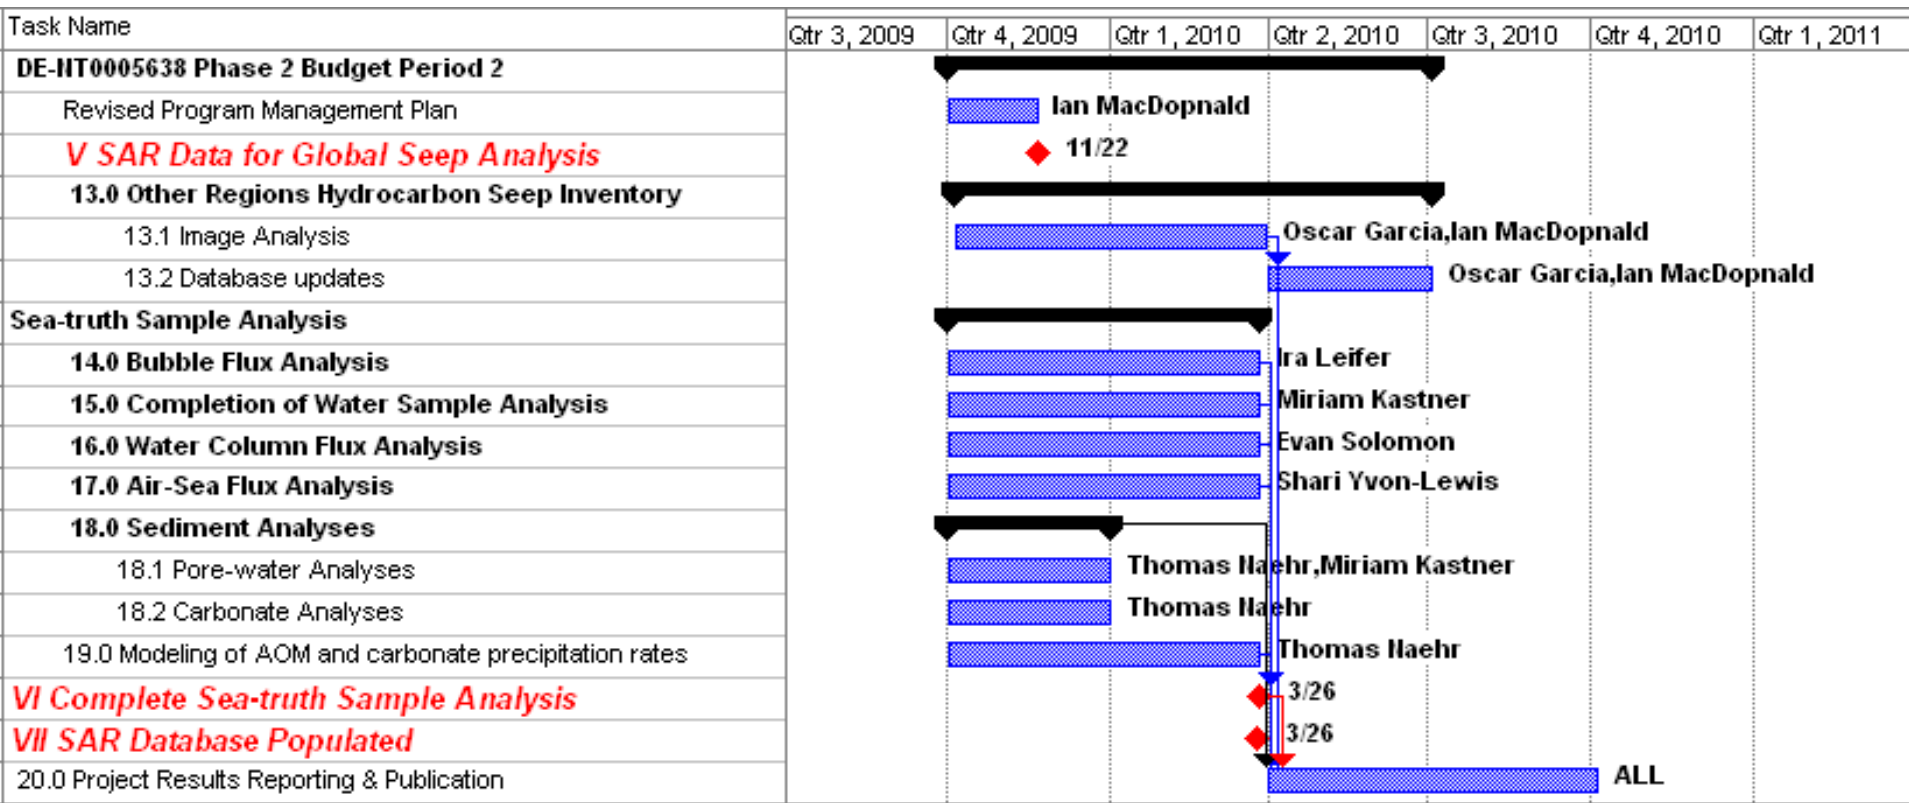 Task Name
Qtr 3, 2009 Qtr 4, 2009 Qtr 1, 2010 Qtr 2, 2010 Qtr 3, 2010 Qtr 4, 2010 Qtr 1, 2011
DE-NT0005638 Phase 2 Budget Period 2
Revised Program Management Plan Ian MacDopnald
V SAR Data for Global Seep Analysis 11/22
13.0 Other Regions Hydrocarbon Seep Inventory
13.1 Image Analysis Oscar Garcia,Ian MacDopnald
13.2 Database updates Oscar Garcia,Ian MacDopnald
Sea-truth Sample Analysis
14.0 Bubble Flux Analysis Ira Leifer
15.0 Completion of Water Sample Analysis Miriam Kastner
16.0 Water Column Flux Analysis Evan Solomon
17.0 Air-Sea Flux Analysis Shari Yvon-Lewis
18.0 Sediment Analyses
18.1 Pore-water Analyses Thomas Naehr,Miriam Kastner
18.2 Carbonate Analyses Thomas Naehr
19.0 Modeling of AOM and carbonate precipitation rates Thomas Naehr
VI Complete Sea-truth Sample Analysis 3/26
VII SAR Database Populated 3/26
20.0 Project Results Reporting & Publication ALL